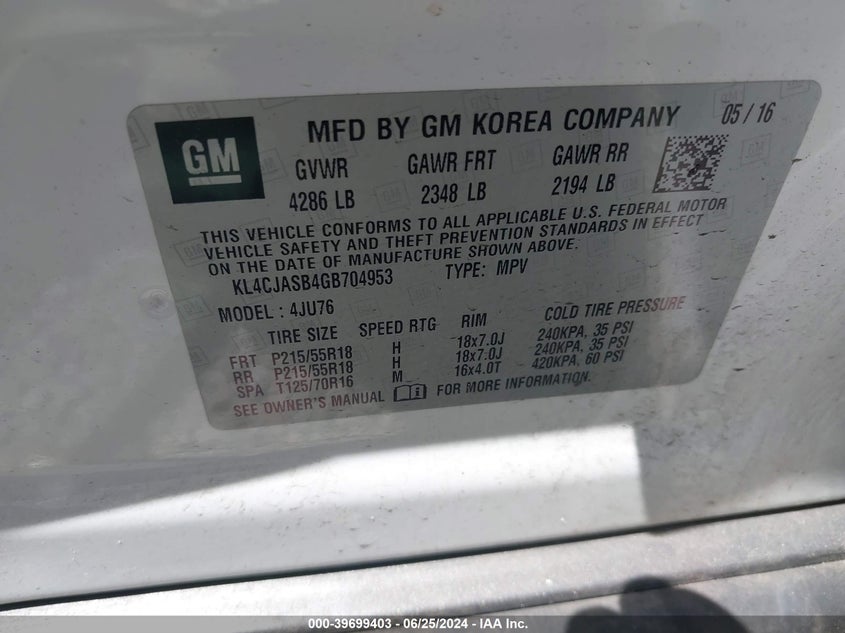 GM
MFD BY GM KOREA COMPANY 05 / 16
GVWR GAWR FRT GAWR RR
4286 LB 2348 LB 2194 LB
THIS VEHICLE CONFORMS TO ALL APPLICABLE U.S. FEDERAL MOTOR
VEHICLE SAFETY AND THEFT PREVENTION STANDARDS IN EFFECT
ON THE DATE OF MANUFACTURE SHOWN ABOVE.
KL4CJASB4GB704953 TYPE: MPV
MODEL : 4JU76
TIRE SIZE SPEED RTG RIM COLD TIRE PRESSURE
FRT P215/55R18 H 18x7.0J 240KPA, 35 PSI
RR P215/55R18 H 18x7.0J 240KPA, 35 PSI
SPA T125/70R16 M 16x4.0T 420KPA, 60 PSI
SEE OWNER'S MANUAL FOR MORE INFORMATION.
000-39699403 - 06/25/2024 - IAA Inc.